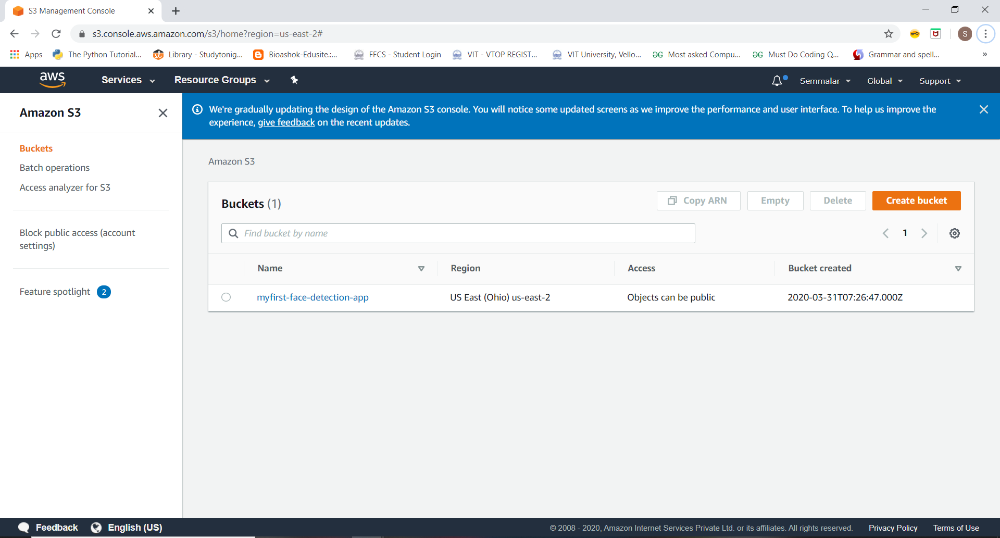 S3 Management Console
s3.console.aws.amazon.com/s3/home?region=us-east-2#
S
Apps
The Python Tutorial...
Library - Studytonig...
Bioashok-Edusite:...
FFCS - Student Login
VIT - VTOP REGIST...
VIT University, Vello...
Most asked Compu...
Must Do Coding Q...
Grammar and spell...
»
aws
Services
Resource Groups
Semmalar
Global
Support
Amazon S3
We're gradually updating the design of the Amazon S3 console. You will notice some updated screens as we improve the performance and user interface. To help us improve the
experience, give feedback on the recent updates.
Buckets
Batch operations
Access analyzer for S3
Block public access (account
settings)
Feature spotlight 2
Amazon S3
Buckets (1)
Copy ARN
Empty
Delete
Create bucket
Find bucket by name
1
Name
Region
Access
Bucket created
myfirst-face-detection-app
US East (Ohio) us-east-2
Objects can be public
2020-03-31T07:26:47.000Z
Feedback
English (US)
© 2008 - 2020, Amazon Internet Services Private Ltd. or its affiliates. All rights reserved.
Privacy Policy
Terms of Use